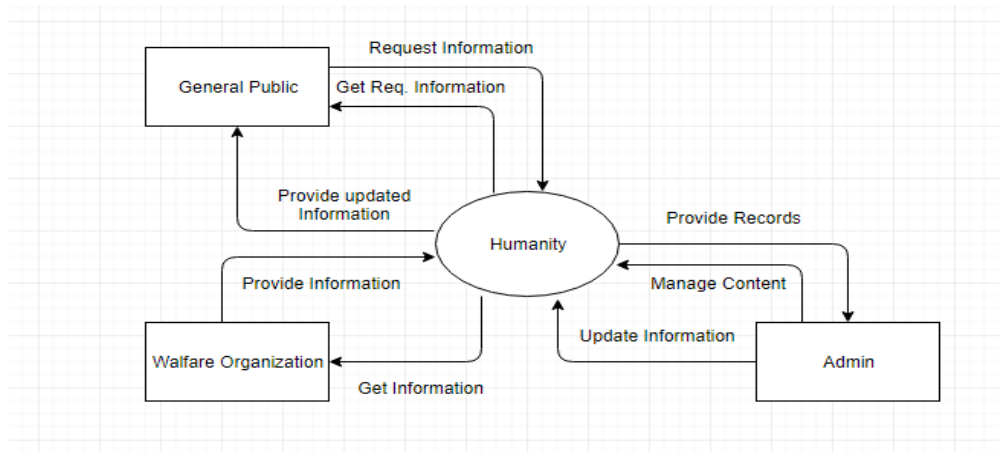 Request Information
General Public
Get Req. Information
Provide updated
Information
Humanity
Provide Records
Provide Information
Manage Content
Update Information
Walfare Organization
Admin
Get Information